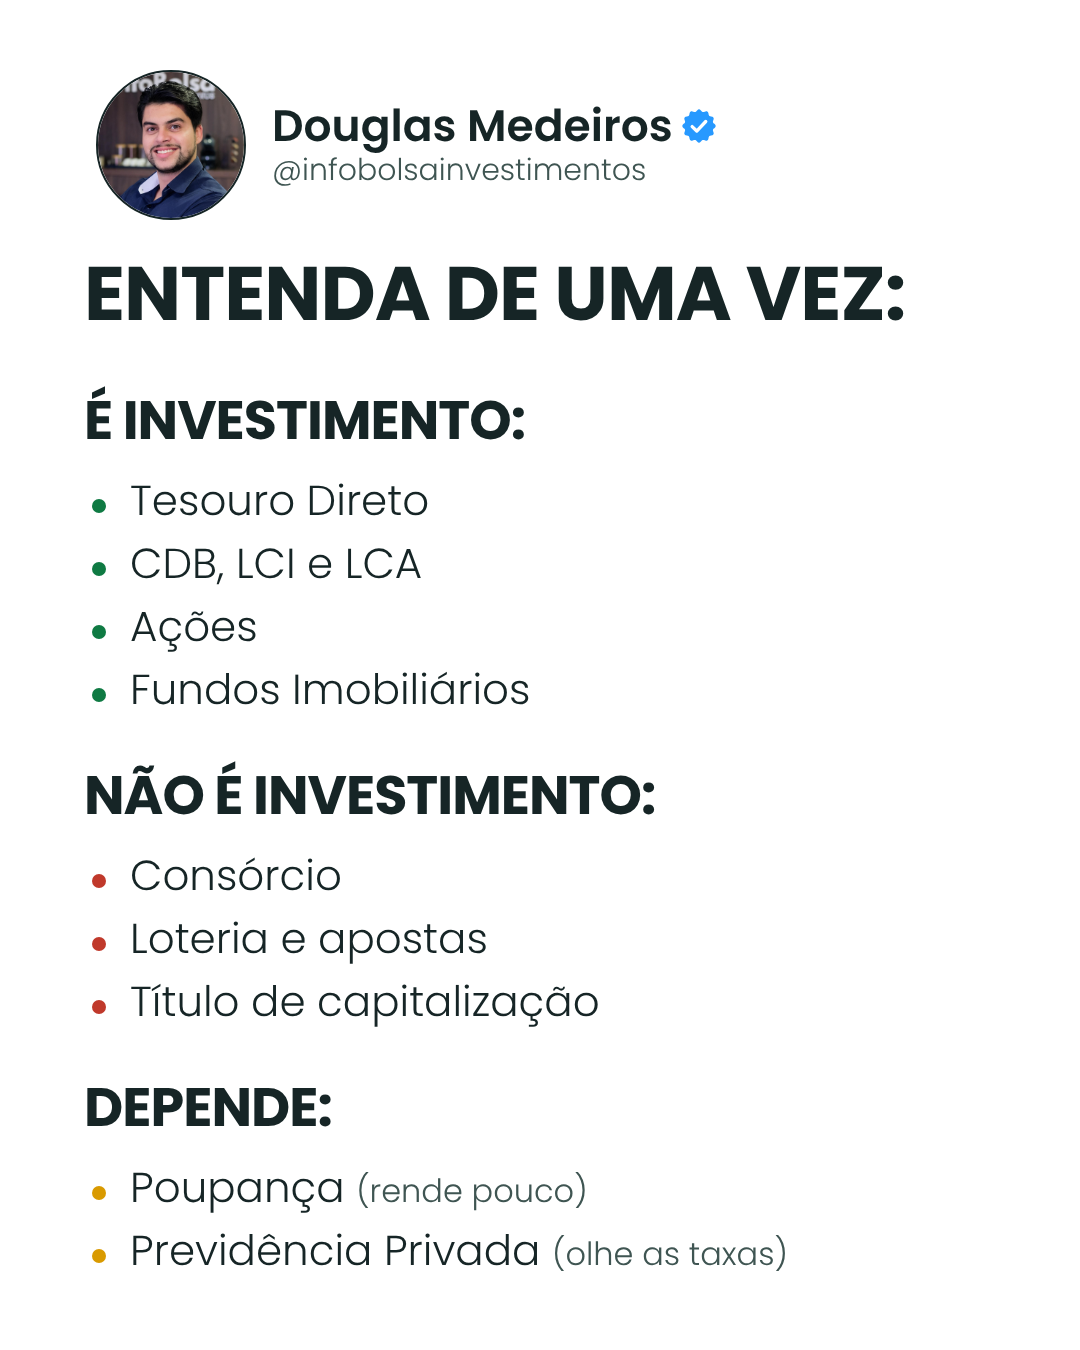 Douglas Medeiros
@infobolsainvestimentos
ENTENDA DE UMA VEZ:
É INVESTIMENTO:
• Tesouro Direto
• CDB, LCI e LCA
• Ações
• Fundos Imobiliários
NÃO É INVESTIMENTO:
• Consórcio
• Loteria e apostas
• Título de capitalização
DEPENDE:
• Poupança (rende pouco)
• Previdência Privada (olhe as taxas)